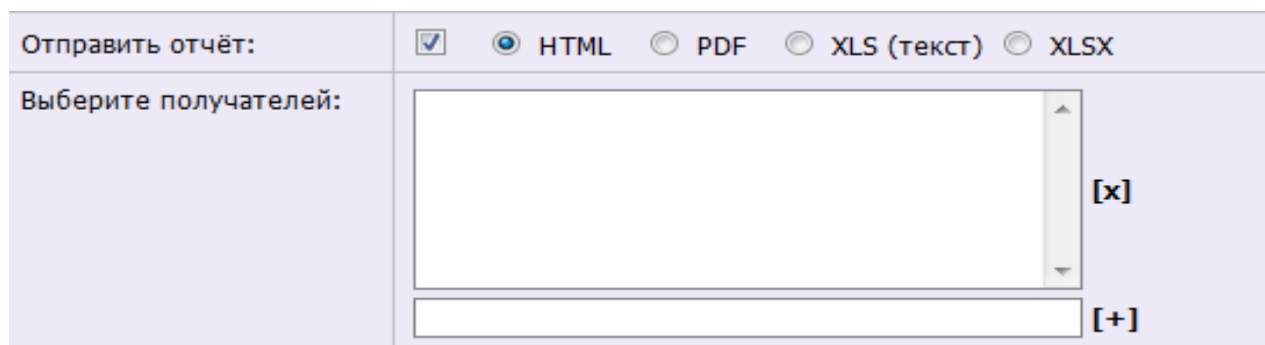 Отправить отчёт: HTML PDF XLS (текст) XLSX
Выберите получателей:
[x]
[+]